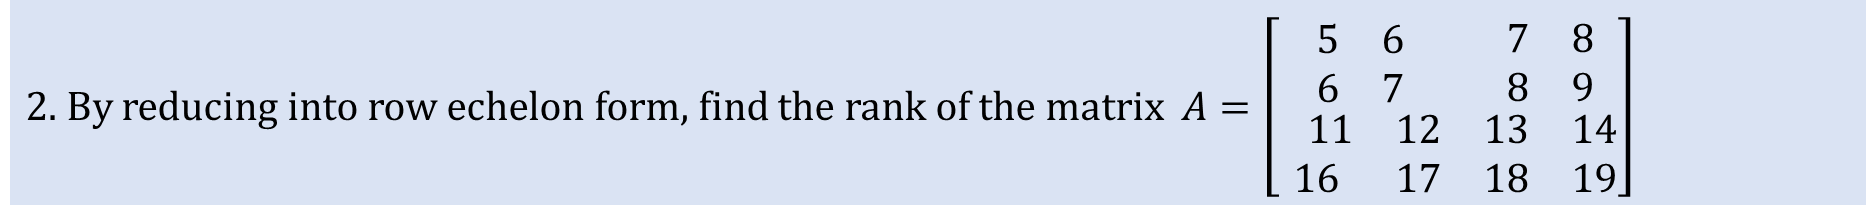 2. By reducing into row echelon form, find the rank of the matrix A = [
5 6 7 8
6 7 8 9
11 12 13 14
16 17 18 19 ]